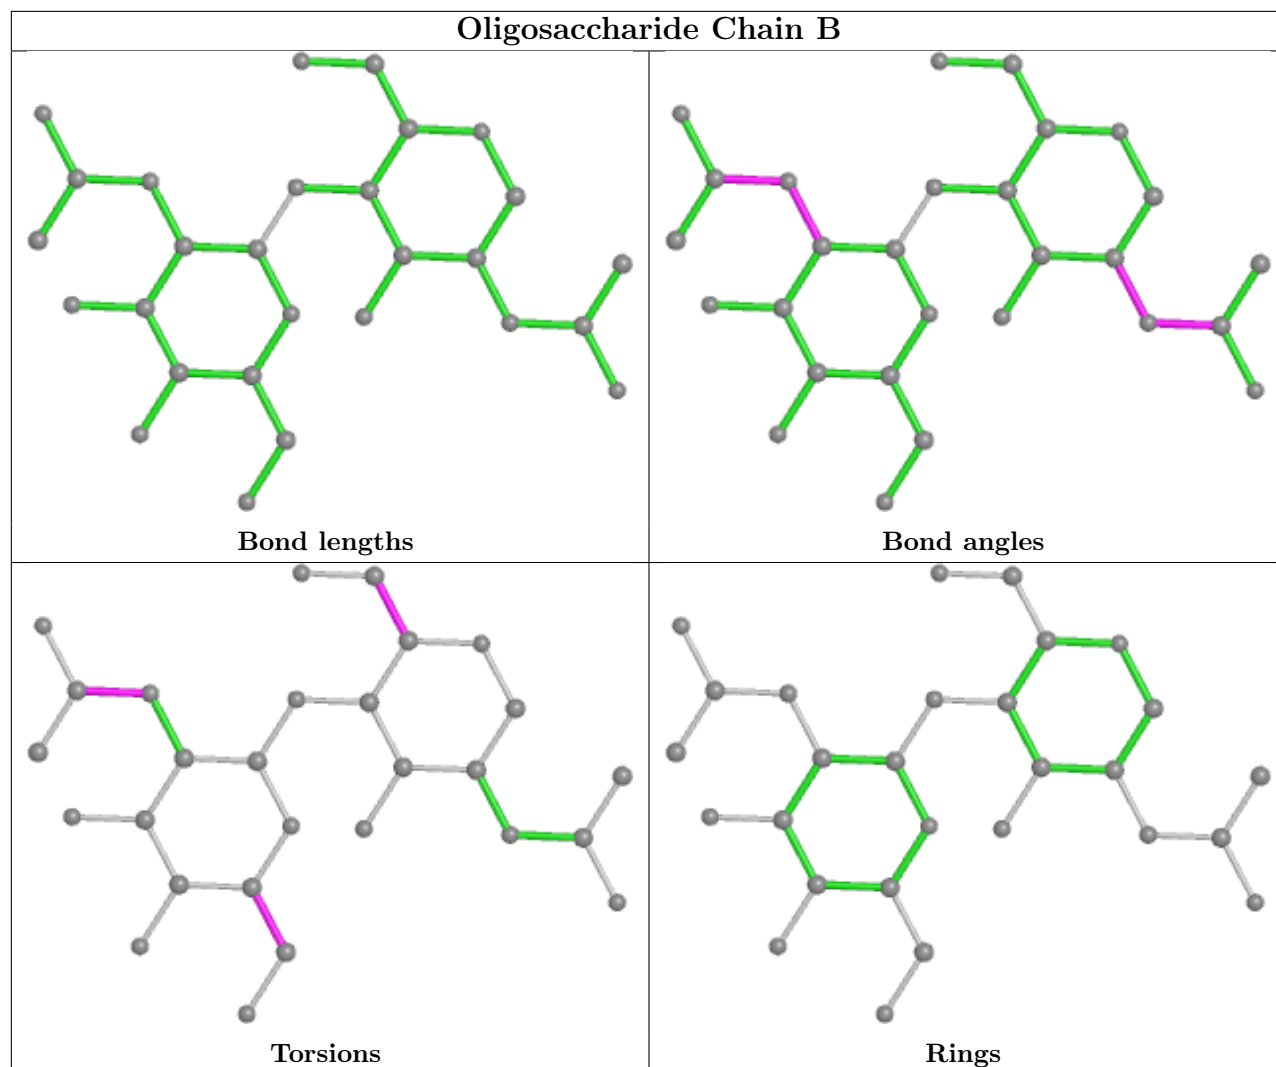 Oligosaccharide Chain B
Bond lengths
Bond angles
Torsions
Rings